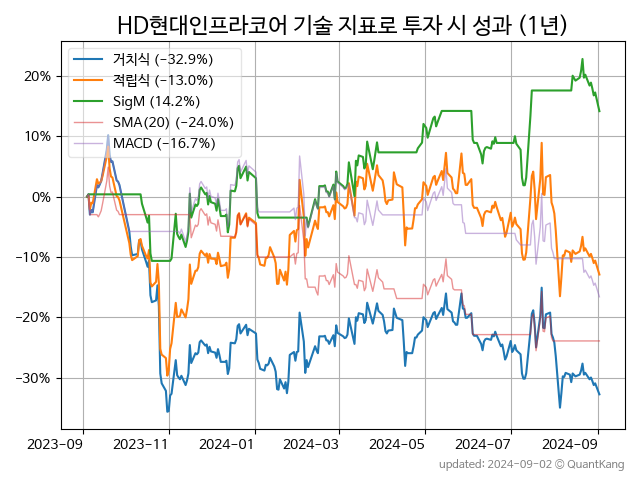 HD현대인프라코어 기술 지표로 투자 시 성과 (1년)
거치식 (−32.9%)
적립식 (−13.0%)
SigM (14.2%)
SMA(20) (−24.0%)
MACD (−16.7%)
20%
10%
0%
−10%
−20%
−30%
2023-09
2023-11
2024-01
2024-03
2024-05
2024-07
2024-09
updated: 2024-09-02 © QuantKang